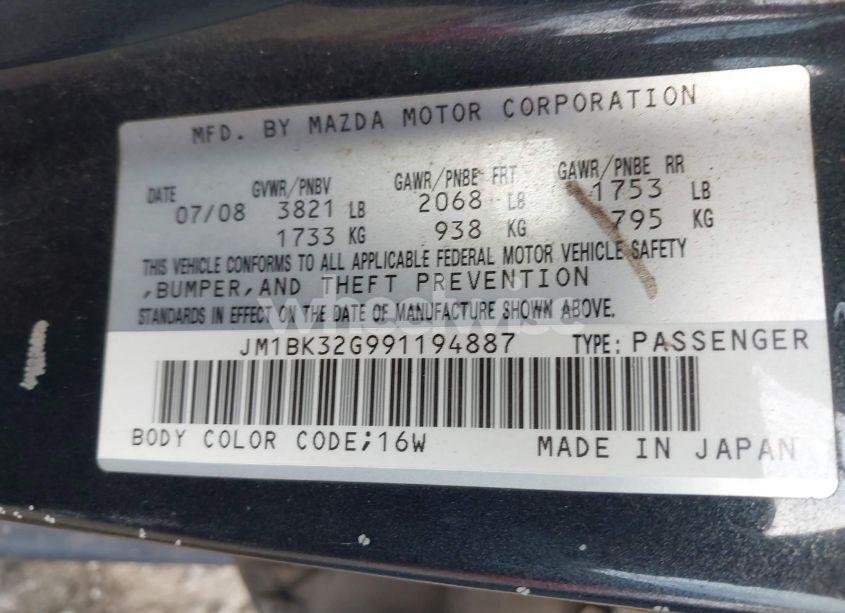 MFD. BY MAZDA MOTOR CORPORATION
DATE GVWR/PNBV GAWR/PNBE FRT GAWR/PNBE RR
07/08 3821 LB 2068 LB 1753 LB
1733 KG 938 KG 795 KG
THIS VEHICLE CONFORMS TO ALL APPLICABLE FEDERAL MOTOR VEHICLE SAFETY
,BUMPER,AND THEFT PREVENTION
STANDARDS IN EFFECT ON THE DATE OF MANUFACTURE SHOWN ABOVE.
wheelwise
JM1BK32G991194887 TYPE: PASSENGER
BODY COLOR CODE;16W MADE IN JAPAN